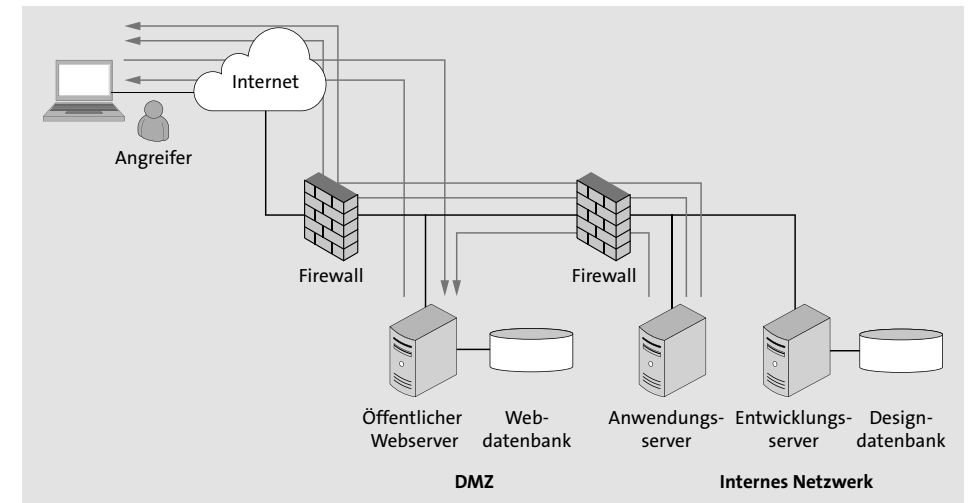 Internet
Angreifer
Firewall
Firewall
Öffentlicher
Webserver
Web-
datenbank
Anwendungs-
server
Entwicklungs-
server
Design-
datenbank
DMZ
Internes Netzwerk